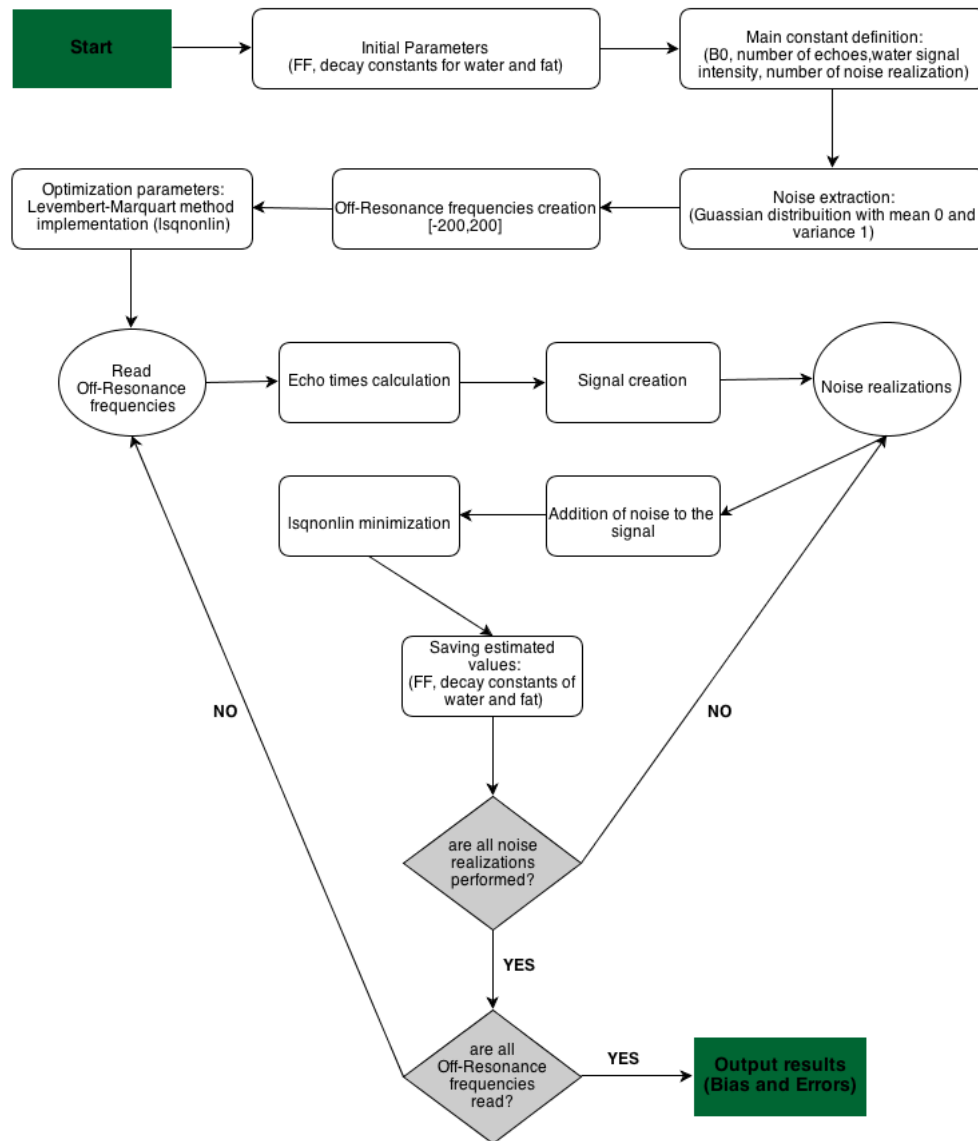 Start
Initial Parameters
(FF, decay constants for water and fat)
Main constant definition:
(B0, number of echoes,water signal
intensity, number of noise realization)
Optimization parameters:
Levembert-Marquart method
implementation (lsqnonlin)
Off-Resonance frequencies creation
[-200,200]
Noise extraction:
(Guassian distribuition with mean 0 and
variance 1)
Read
Off-Resonance
frequencies
Echo times calculation
Signal creation
Noise realizations
lsqnonlin minimization
Addition of noise to the
signal
Saving estimated
values:
(FF, decay constants of
water and fat)
NO
NO
are all noise
realizations
performed?
YES
are all
Off-Resonance
frequencies
read?
YES
Output results
(Bias and Errors)